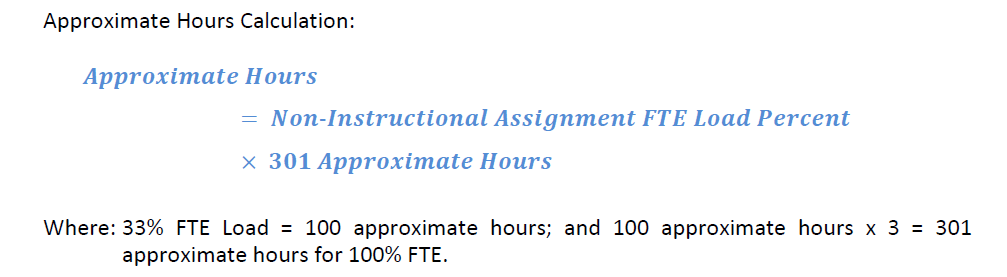 Approximate Hours Calculation:
Approximate Hours
= Non-Instructional Assignment FTE Load Percent
× 301 Approximate Hours
Where: 33% FTE Load = 100 approximate hours; and 100 approximate hours x 3 = 301
approximate hours for 100% FTE.